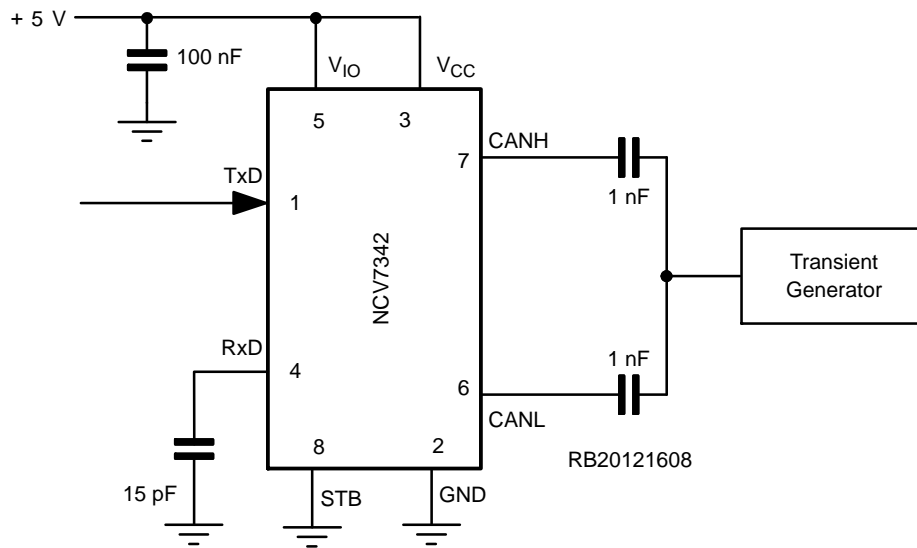 + 5 V
100 nF
V_IO
V_CC
5
3
CANH
7
TxD
1
1 nF
NCV7342
Transient
Generator
RxD
4
1 nF
6
CANL
8
2
RB20121608
15 pF
STB
GND